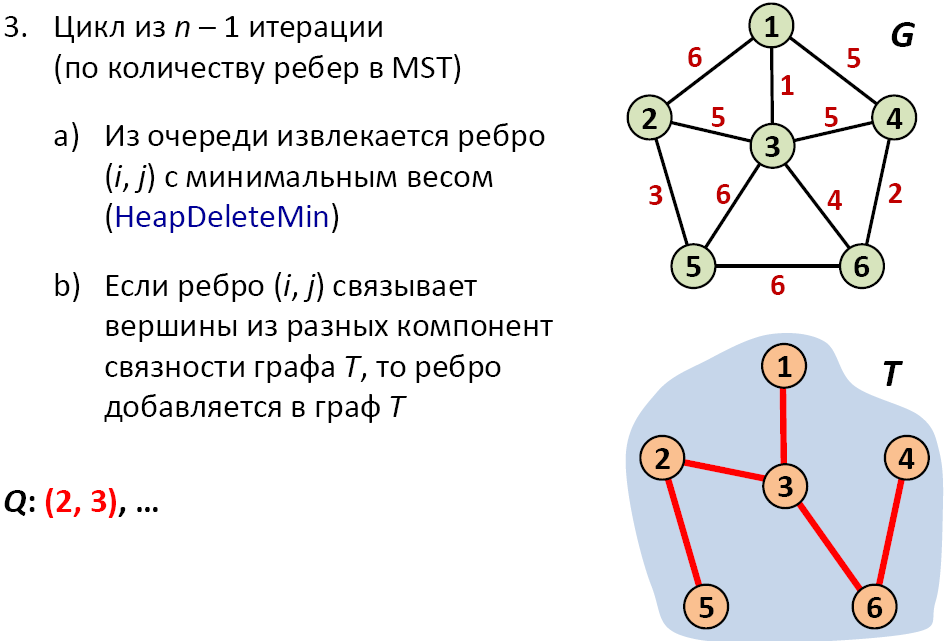 3. Цикл из n – 1 итерации
(по количеству ребер в MST)
a) Из очереди извлекается ребро
(i, j) с минимальным весом
(HeapDeleteMin)
b) Если ребро (i, j) связывает
вершины из разных компонент
связности графа T, то ребро
добавляется в граф T
Q: (2, 3), ...
G
1
6
5
1
2
5
5
4
3
3
6
4
2
5
6
6
T
1
2
4
3
5
6